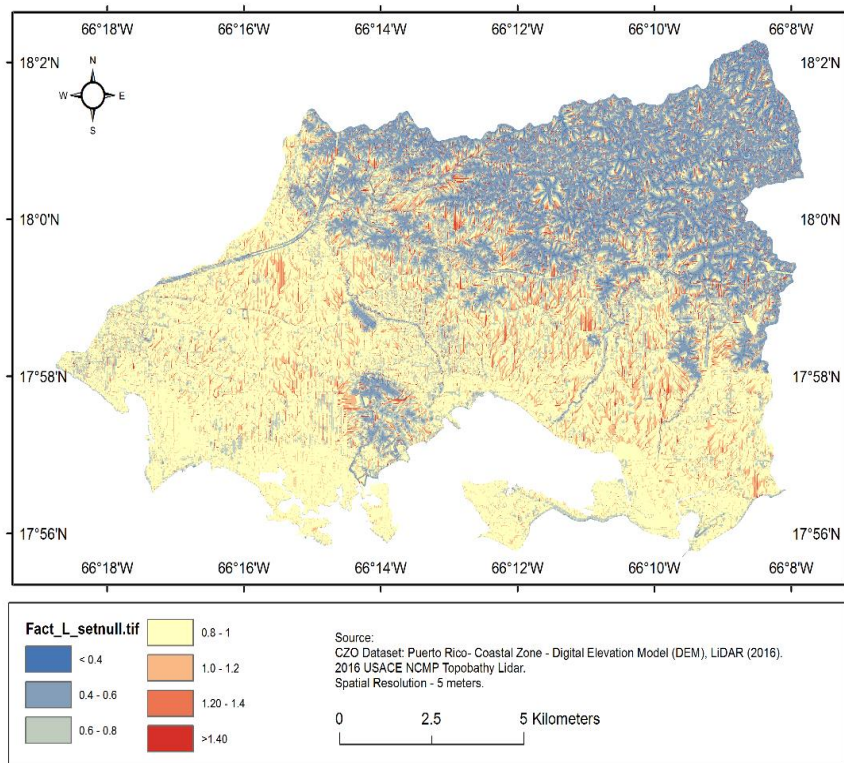 66°18'W 66°16'W 66°14'W 66°12'W 66°10'W 66°8'W
18°2'N 18°2'N
N
W E
S
18°0'N 18°0'N
17°58'N 17°58'N
17°56'N 17°56'N
66°18'W 66°16'W 66°14'W 66°12'W 66°10'W 66°8'W
Fact_L_setnull.tif
< 0.4
0.4 - 0.6
0.6 - 0.8
0.8 - 1
1.0 - 1.2
1.20 - 1.4
>1.40
Source:
CZO Dataset: Puerto Rico- Coastal Zone - Digital Elevation Model (DEM), LiDAR (2016).
2016 USACE NCMP Topobathy Lidar.
Spatial Resolution - 5 meters.
0 2.5 5 Kilometers